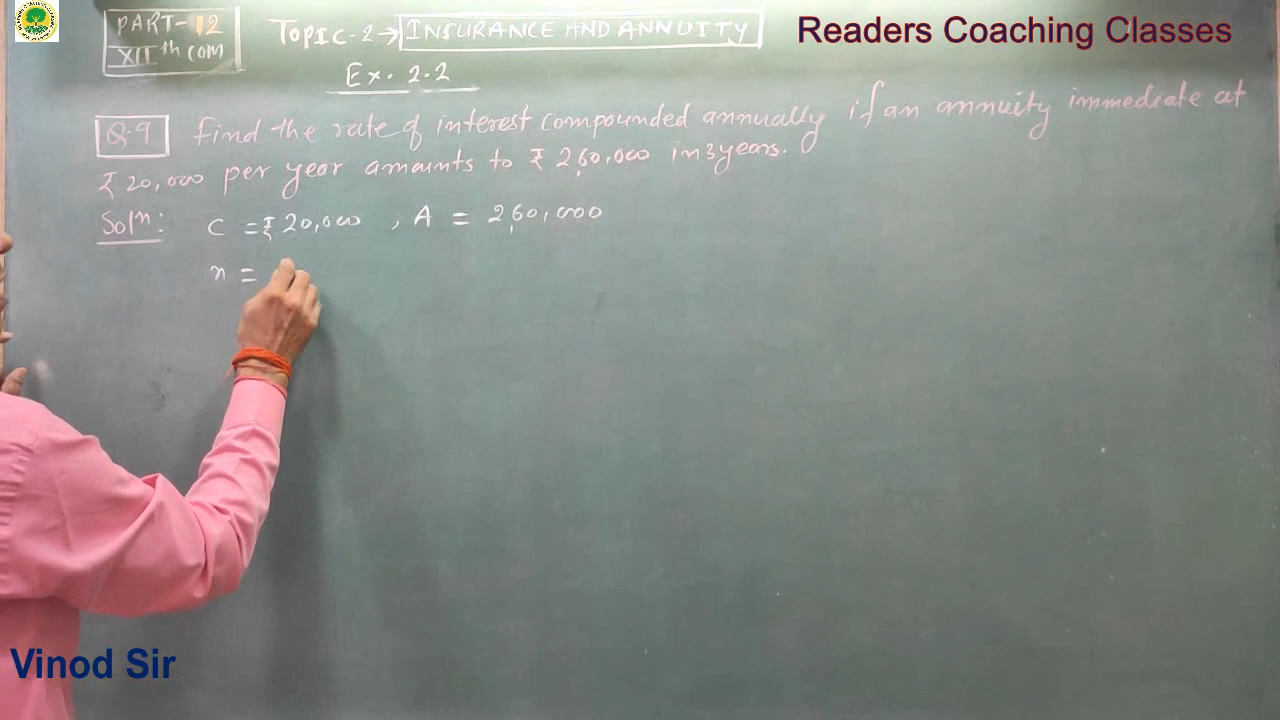 PART-12
XIIth COM
TOPIC-2→ INSURANCE AND ANNUITY
Readers Coaching Classes
Ex. 2.2
Q.9 find the rate of interest compounded annually if an annuity immediate at
₹20,000 per year amounts to ₹2,60,000 in 3 years.
Solⁿ: C = ₹20,000 , A = 2,60,000
n =
Vinod Sir